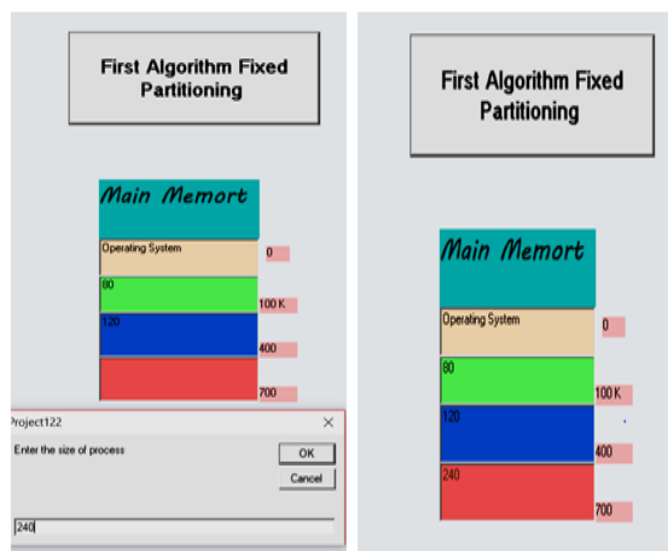 First Algorithm Fixed
Partitioning
Main Memort
Operating System
0
80
100 K
120
400
700
Project122
Enter the size of process
OK
Cancel
240
First Algorithm Fixed
Partitioning
Main Memort
Operating System
0
80
100 K
120
400
240
700